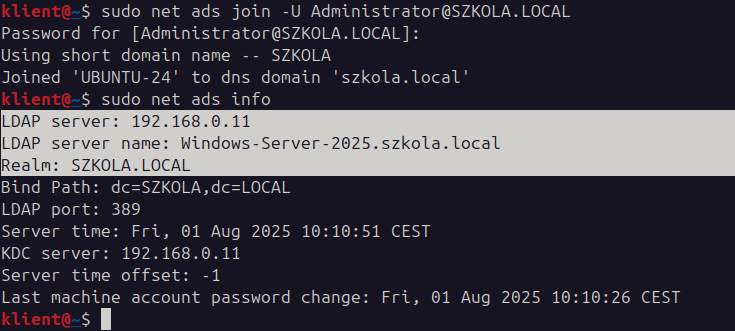 klient@~$ sudo net ads join -U Administrator@SZKOLA.LOCAL
Password for [Administrator@SZKOLA.LOCAL]:
Using short domain name -- SZKOLA
Joined 'UBUNTU-24' to dns domain 'szkola.local'
klient@~$ sudo net ads info
LDAP server: 192.168.0.11
LDAP server name: Windows-Server-2025.szkola.local
Realm: SZKOLA.LOCAL
Bind Path: dc=SZKOLA,dc=LOCAL
LDAP port: 389
Server time: Fri, 01 Aug 2025 10:10:51 CEST
KDC server: 192.168.0.11
Server time offset: -1
Last machine account password change: Fri, 01 Aug 2025 10:10:26 CEST
klient@~$